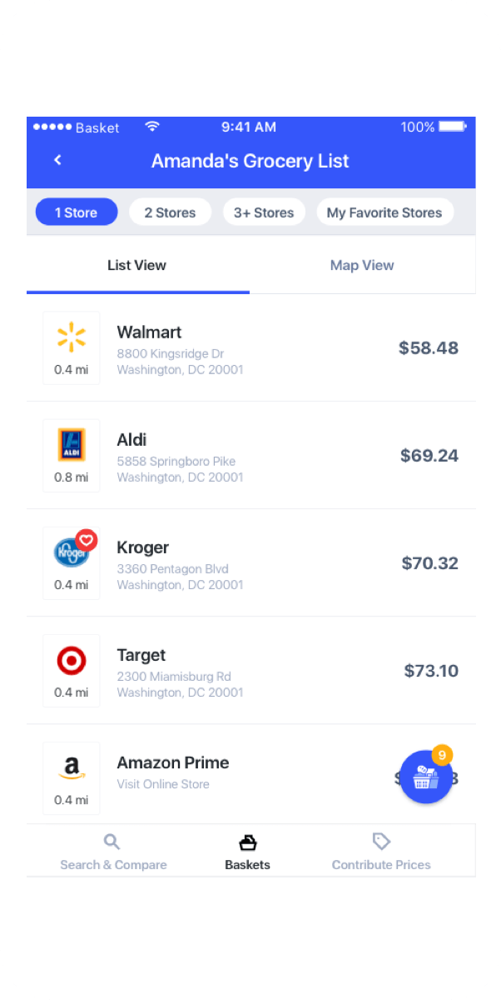 Basket 9:41 AM 100%
Amanda's Grocery List
1 Store 2 Stores 3+ Stores My Favorite Stores
List View Map View
Walmart
8800 Kingsridge Dr
Washington, DC 20001
0.4 mi
$58.48
ALDI
Aldi
5858 Springboro Pike
Washington, DC 20001
0.8 mi
$69.24
Kroger
Kroger
3360 Pentagon Blvd
Washington, DC 20001
0.4 mi
$70.32
Target
2300 Miamisburg Rd
Washington, DC 20001
0.4 mi
$73.10
a
Amazon Prime
Visit Online Store
0.4 mi
9
Search & Compare Baskets Contribute Prices